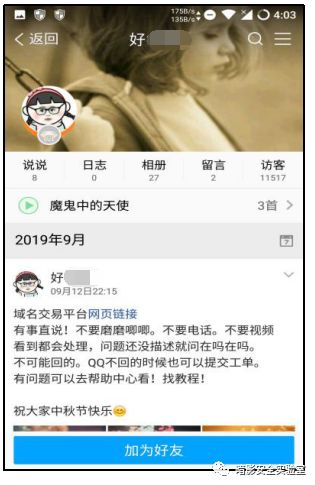 175B/s
135B/s
4:03
返回
好
说说 日志 相册 留言 访客
8 0 27 2 11517
魔鬼中的天使 3首
2019年9月
7
好
09月12日22:15
域名交易平台网页链接
有事直说!不要磨磨唧唧。不要电话。不要视频
看到都会处理,问题还没描述就问在吗在吗。
不可能回的。QQ不回的时候也可以提交工单。
有问题可以去帮助中心看!找教程!
祝大家中秋节快乐😊
加为好友
暗影安全实验室